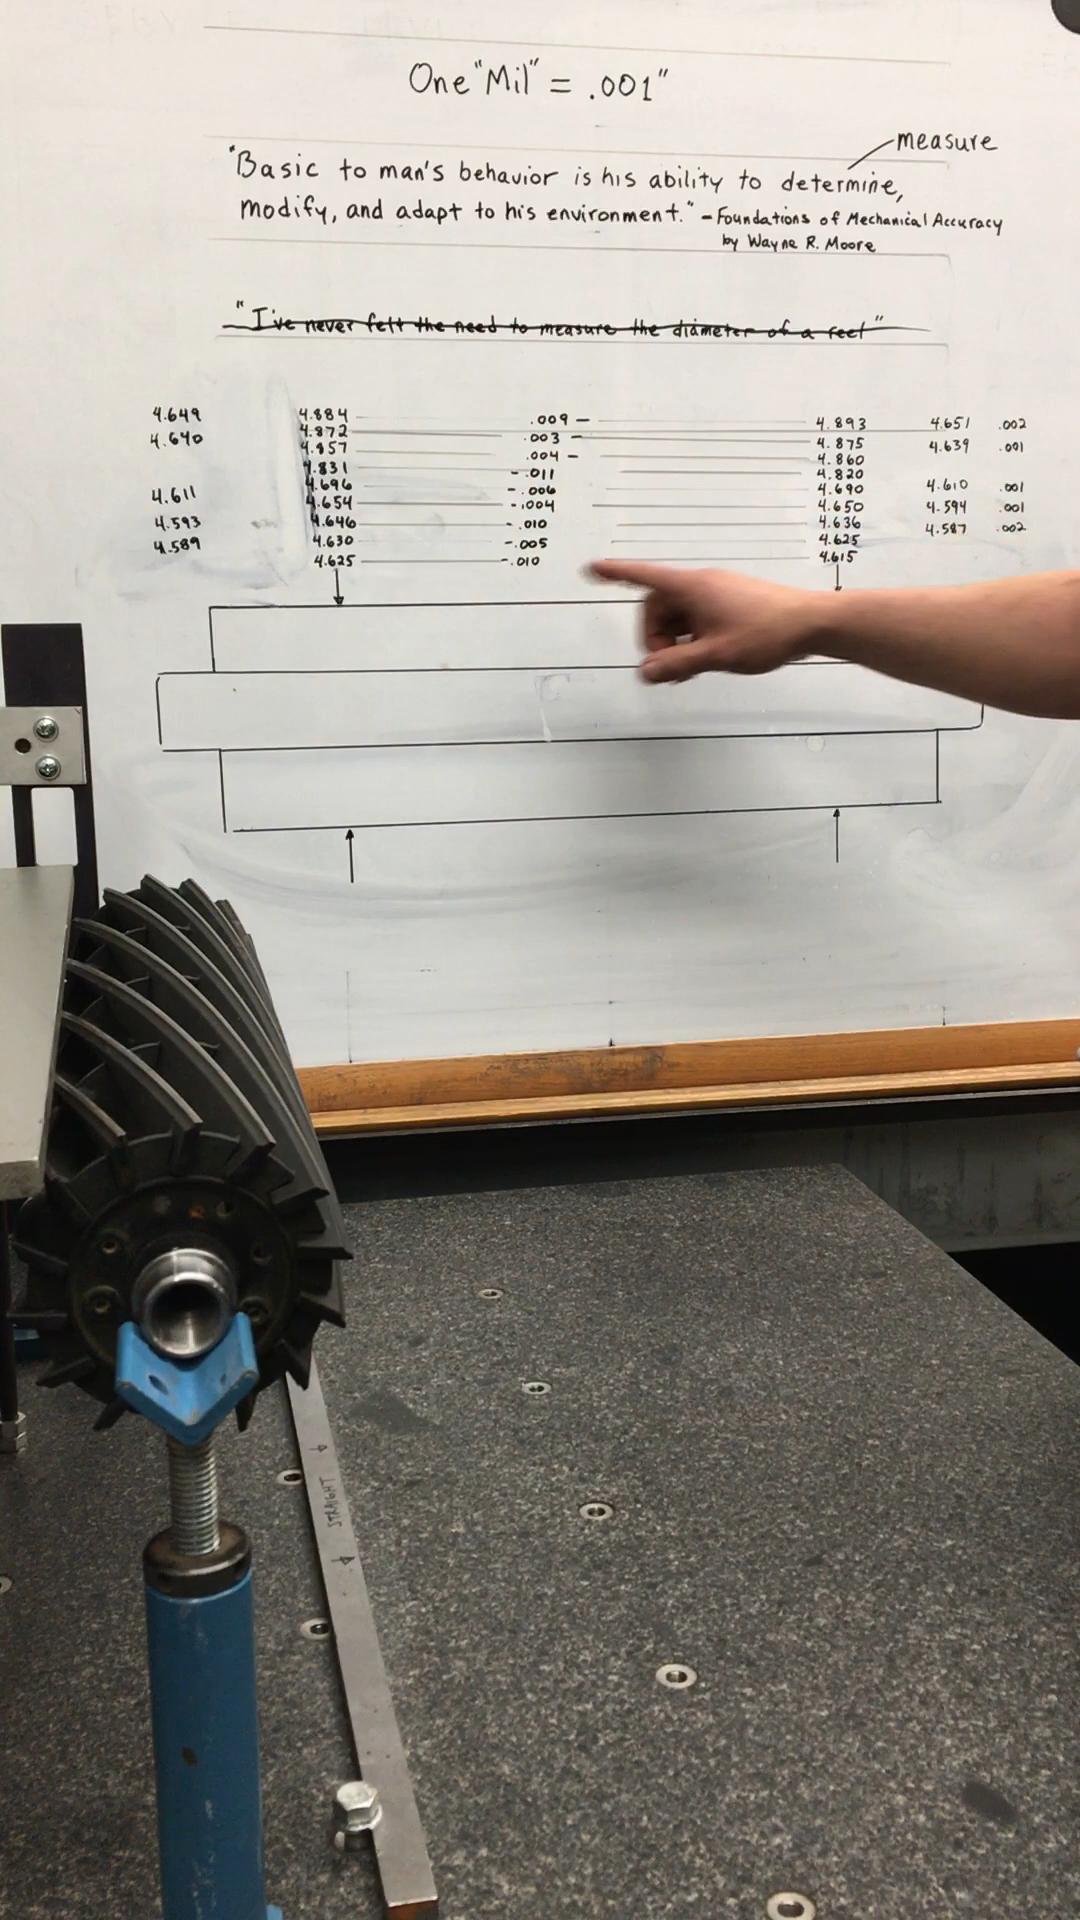 One "Mil" = .001"
measure
"Basic to man's behavior is his ability to determine,
modify, and adapt to his environment." - Foundations of Mechanical Accuracy
by Wayne R. Moore
"I've never felt the need to measure the diameter of a reel"
4.649 4.884 .009 - 4.893 4.651 .002
4.640 4.872 .003 - 4.875 4.639 .001
4.857 .004 - 4.860
4.831 -.011 4.820
4.611 4.696 -.006 4.690 4.610 .001
4.654 -.004 4.650 4.594 .001
4.593 4.646 -.010 4.636 4.587 .002
4.589 4.630 -.005 4.625
4.625 -.010 4.615
STRAIGHT